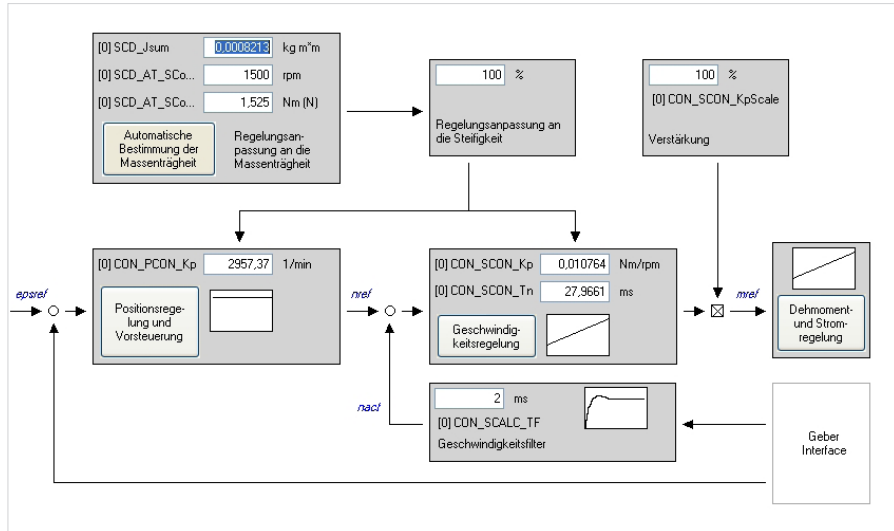 [0] SCD_Jsum 0,0008213 kg m*m
[0] SCD_AT_SCo... 1500 rpm
[0] SCD_AT_SCo... 1,525 Nm (N)
Automatische
Bestimmung der
Massenträgheit
Regelungsan-
passung an die
Massenträgheit
100 %
Regelungsanpassung an
die Steifigkeit
100 %
[0] CON_SCON_KpScale
Verstärkung
epsref
[0] CON_PCON_Kp 2957,37 1/min
Positionsrege-
lung und
Vorsteuerung
nref
[0] CON_SCON_Kp 0,010764 Nm/rpm
[0] CON_SCON_Tn 27,9661 ms
Geschwindig-
keitsregelung
mref
Dehmoment-
und Strom-
regelung
nact
2 ms
[0] CON_SCALC_TF
Geschwindigkeitsfilter
Geber
Interface